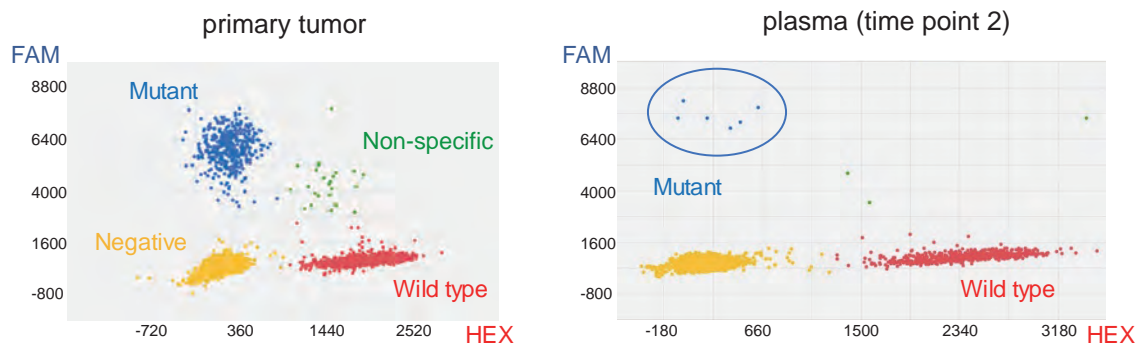 primary tumor
FAM
8800
Mutant
6400
Non-specific
4000
Negative
1600
Wild type
-800
-720 360 1440 2520 HEX
plasma (time point 2)
FAM
8800
6400
Mutant
4000
1600
Wild type
-800
-180 660 1500 2340 3180 HEX